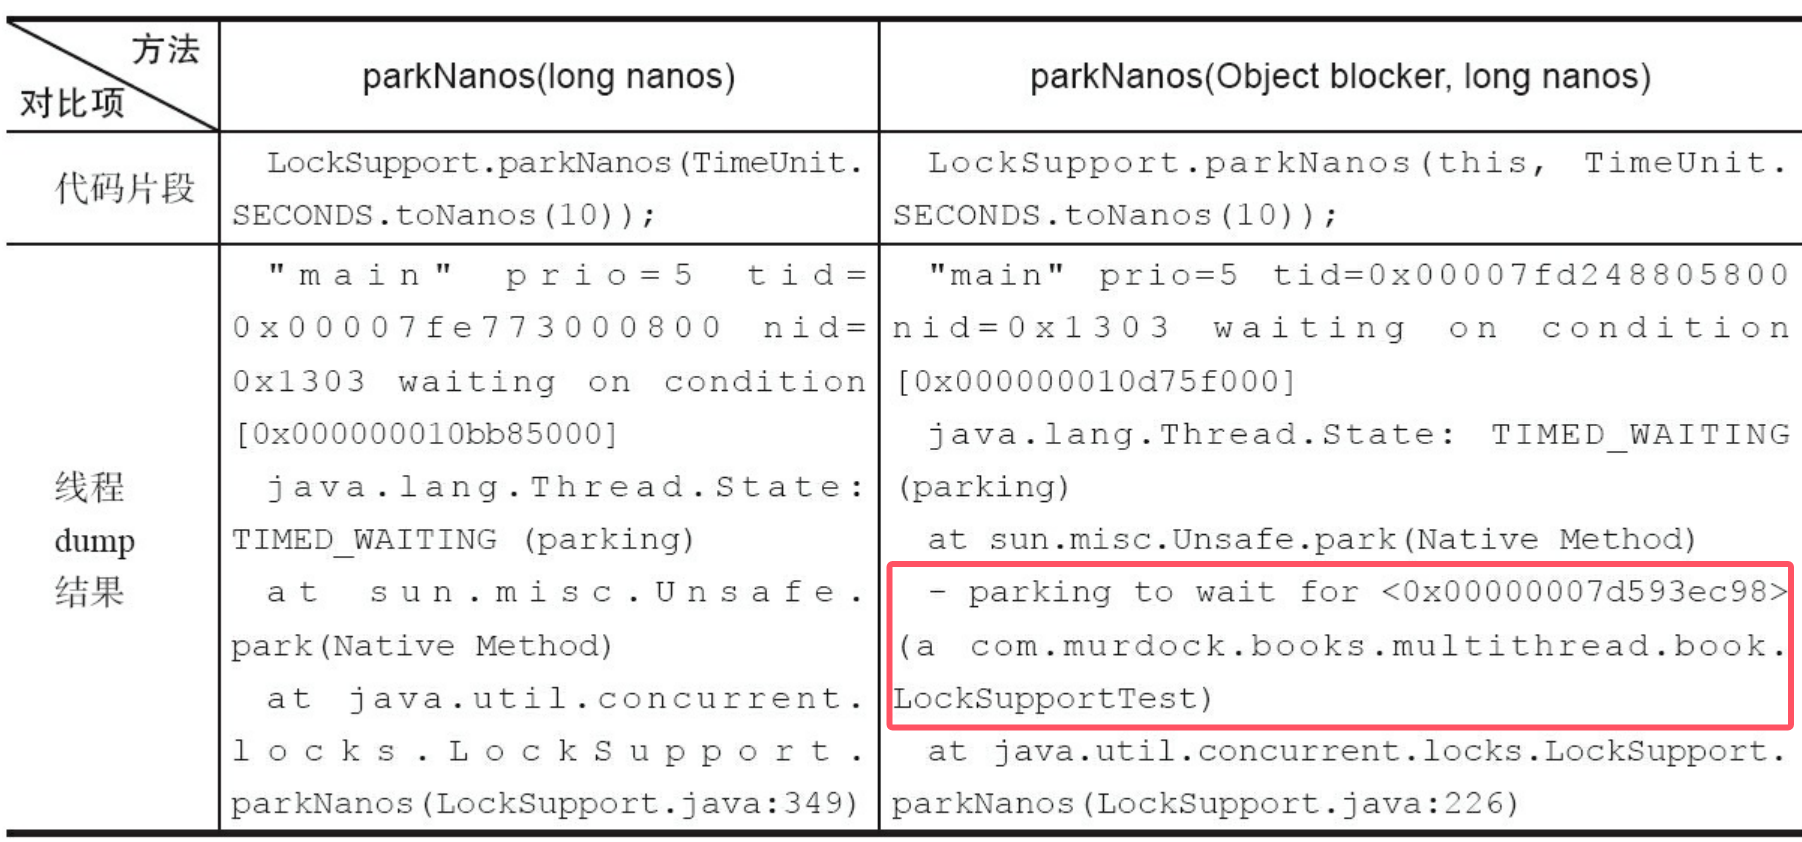 方法
对比项
parkNanos(long nanos)
parkNanos(Object blocker, long nanos)
代码片段
LockSupport.parkNanos(TimeUnit.
SECONDS.toNanos(10));
LockSupport.parkNanos(this, TimeUnit.
SECONDS.toNanos(10));
线程
dump
结果
"main" prio=5 tid=
0x00007fe773000800 nid=
0x1303 waiting on condition
[0x000000010bb85000]
java.lang.Thread.State:
TIMED_WAITING (parking)
at sun.misc.Unsafe.
park(Native Method)
at java.util.concurrent.
locks.LockSupport.
parkNanos(LockSupport.java:349)
"main" prio=5 tid=0x00007fd248805800
nid=0x1303 waiting on condition
[0x000000010d75f000]
java.lang.Thread.State: TIMED_WAITING
(parking)
at sun.misc.Unsafe.park(Native Method)
- parking to wait for <0x00000007d593ec98>
(a com.murdock.books.multithread.book.
LockSupportTest)
at java.util.concurrent.locks.LockSupport.
parkNanos(LockSupport.java:226)